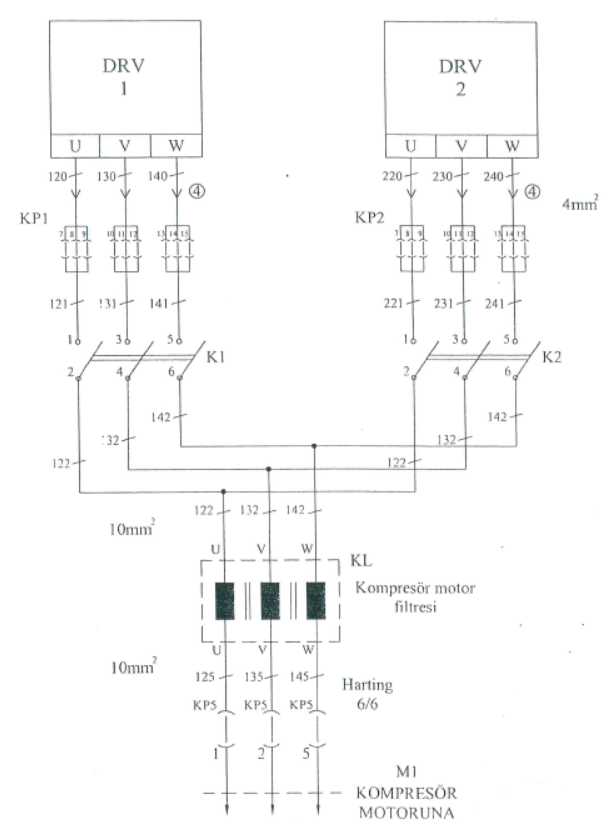 DRV DRV
1 2
U V W U V W
120 130 140 220 230 240
④ ④
4mm²
KP1 KP2
7 8 9 10 11 12 13 14 15 7 8 9 10 11 12 13 14 15
121 131 141 221 231 241
1 3 5 1 3 5
K1 K2
2 4 6 2 4 6
142 142
132 132
122 122
122 132 142
10mm²
U V W
KL
Kompresör motor
filtresi
U V W
10mm²
125 135 145
Harting
6/6
KP5 KP5 KP5
1 2 5
M1
KOMPRESÖR
MOTORUNA